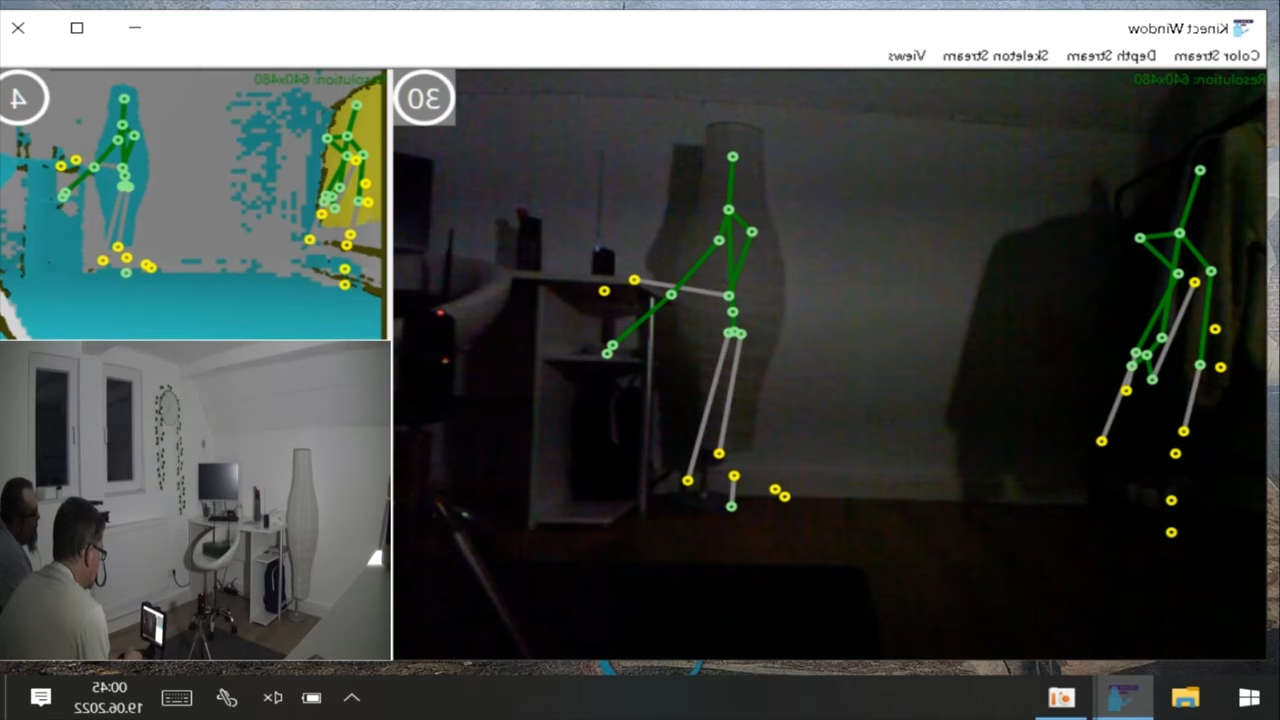 Kinect Window
Color Stream Depth Stream Skeleton Stream Views
Resolution: 640x480
30
Resolution: 640x480
4
00:45
19.06.2022